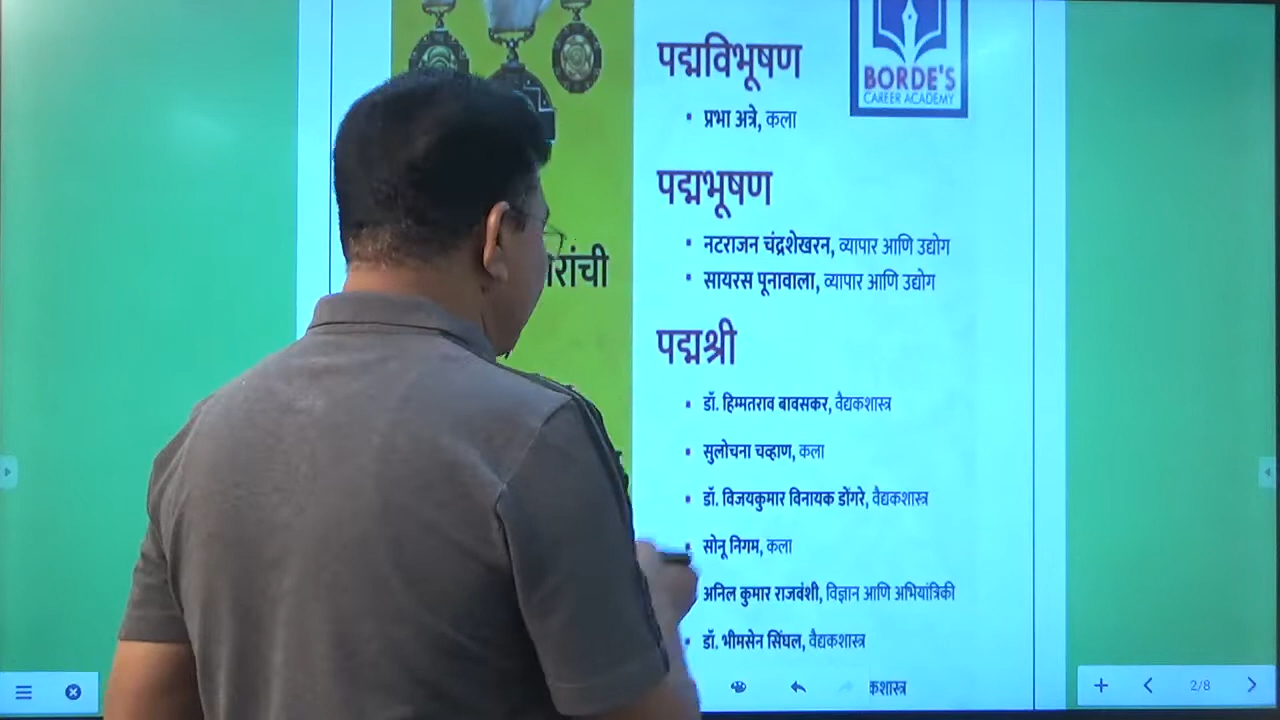 पद्मविभूषण
BORDE'S
CAREER ACADEMY
▪ प्रभा अत्रे, कला
पद्मभूषण
▪ नटराजन चंद्रशेखरन, व्यापार आणि उद्योग
▪ सायरस पूनावाला, व्यापार आणि उद्योग
पद्मश्री
▪ डॉ. हिम्मतराव बावसकर, वैद्यकशास्त्र
▪ सुलोचना चव्हाण, कला
▪ डॉ. विजयकुमार विनायक डोंगरे, वैद्यकशास्त्र
▪ सोनू निगम, कला
अनिल कुमार राजवंशी, विज्ञान आणि अभियांत्रिकी
▪ डॉ. भीमसेन सिंघल, वैद्यकशास्त्र
2/8